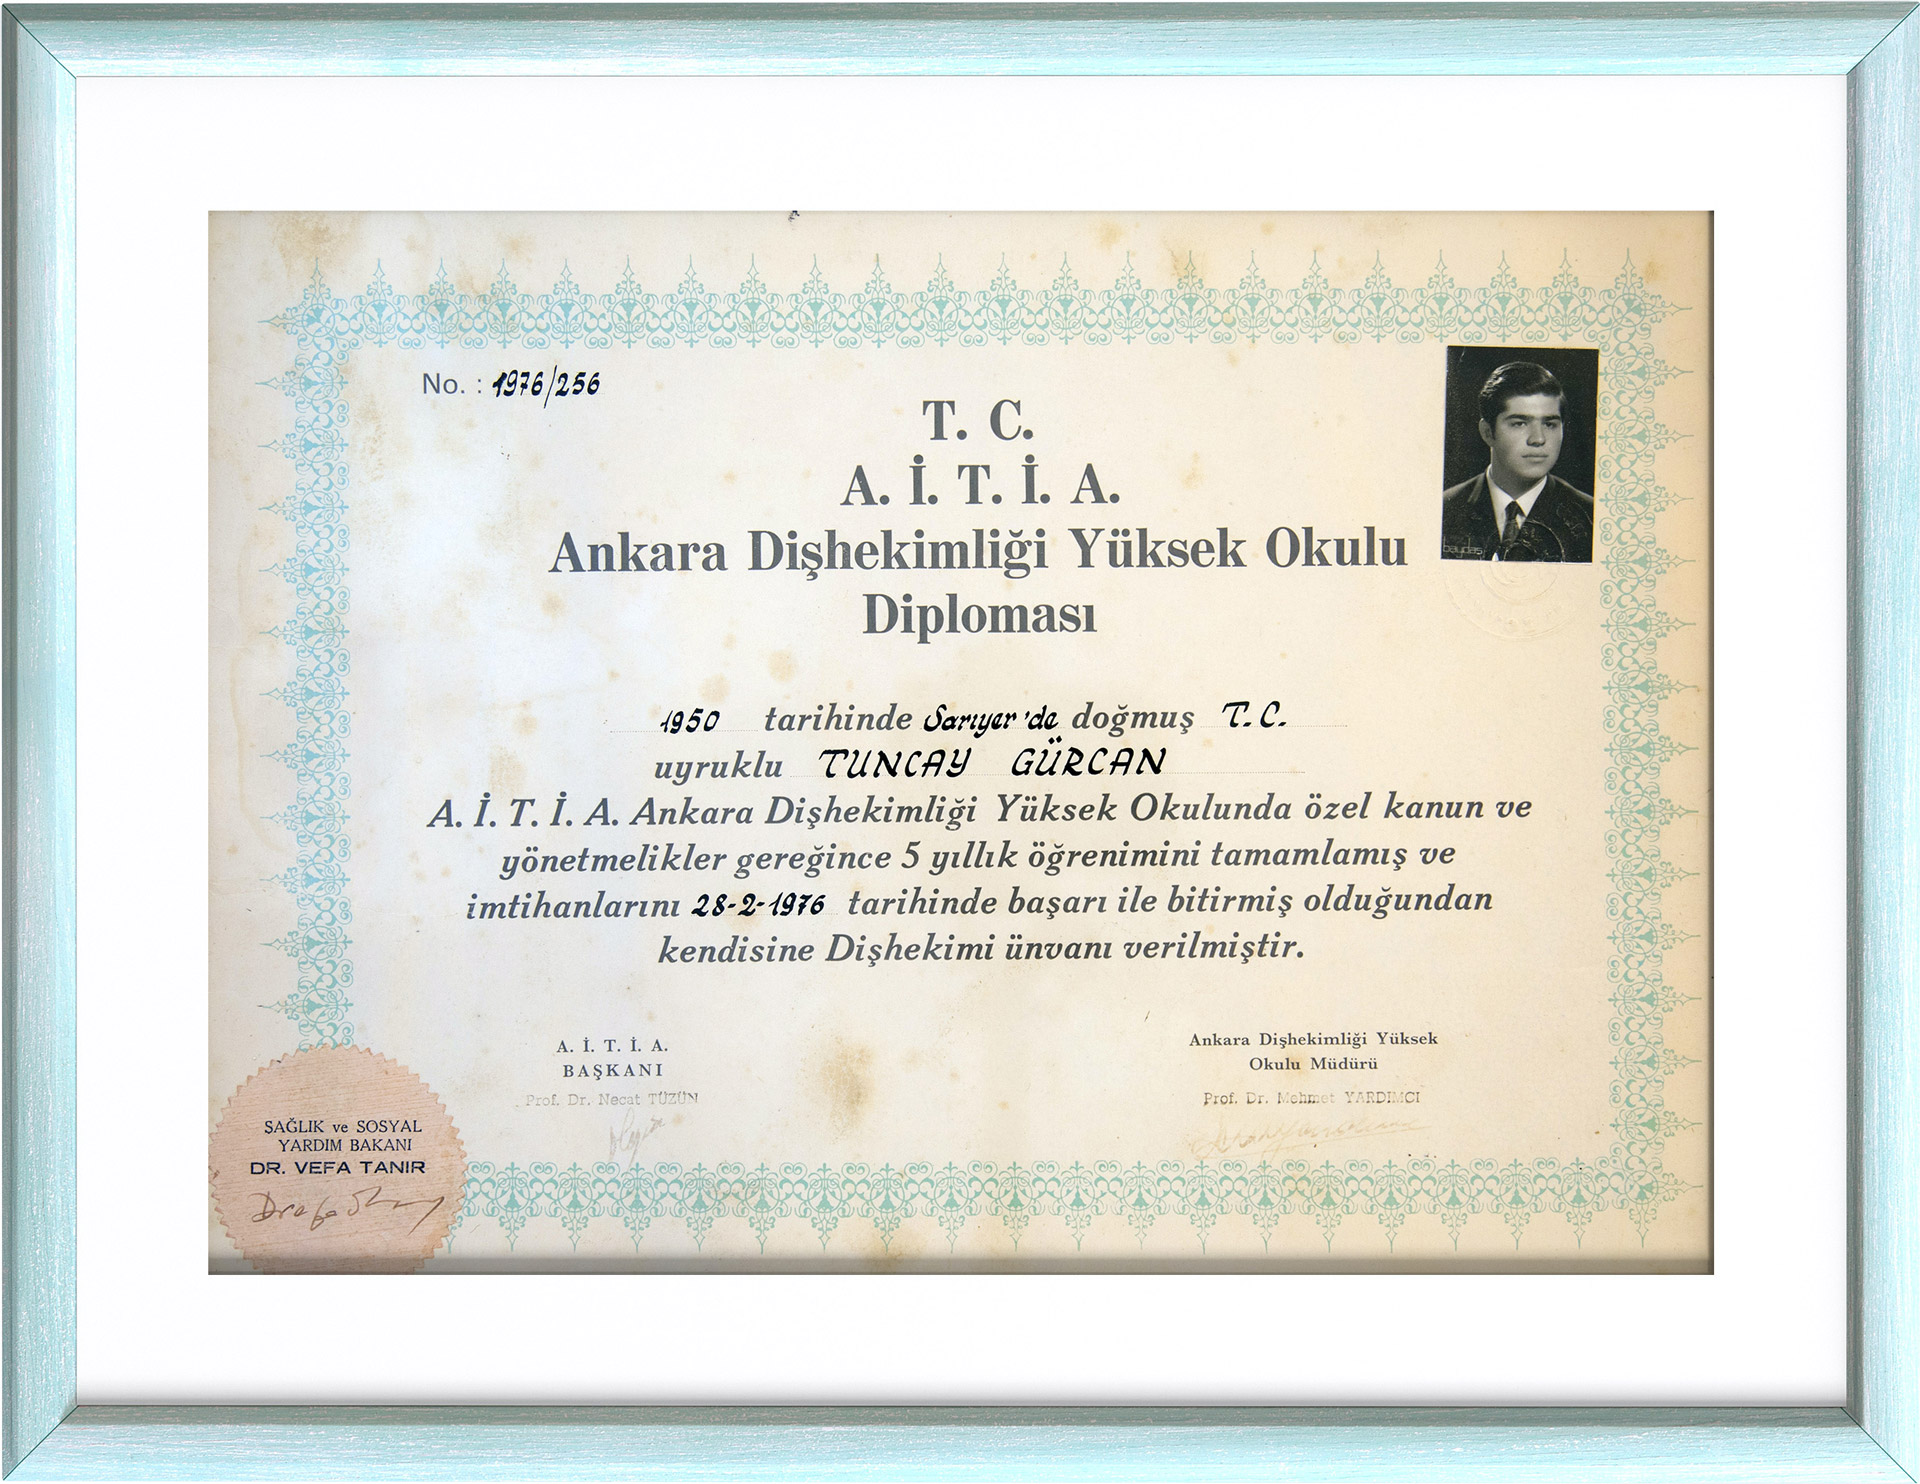 No. : 1976/256
T. C.
A. İ. T. İ. A.
Ankara Dişhekimliği Yüksek Okulu
Diploması
baydaş
1950 tarihinde Sarıyer'de doğmuş T.C.
uyruklu TUNCAY GÜRCAN
A. İ. T. İ. A. Ankara Dişhekimliği Yüksek Okulunda özel kanun ve
yönetmelikler gereğince 5 yıllık öğrenimini tamamlamış ve
imtihanlarını 28-2-1976 tarihinde başarı ile bitirmiş olduğundan
kendisine Dişhekimi ünvanı verilmiştir.
A. İ. T. İ. A.
BAŞKANI
Prof. Dr. Necat TÜZÜN
Ankara Dişhekimliği Yüksek
Okulu Müdürü
Prof. Dr. Mehmet YARDIMCI
SAĞLIK ve SOSYAL
YARDIM BAKANI
DR. VEFA TANIR